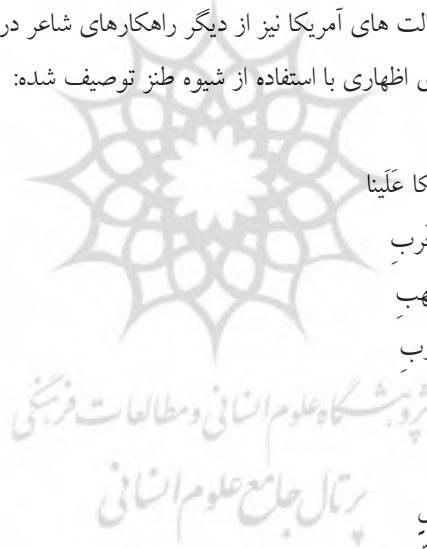 لت های آمریکا نیز از دیگر راهکارهای شاعر در
ی اظهاری با استفاده از شیوه طنز توصیف شده:
کا عَلَینا
َربِ
هبِ
ربِ
پژوهشگاه علوم انسانی و مطالعات فرهنگی
پرتال جامع علوم انسانی